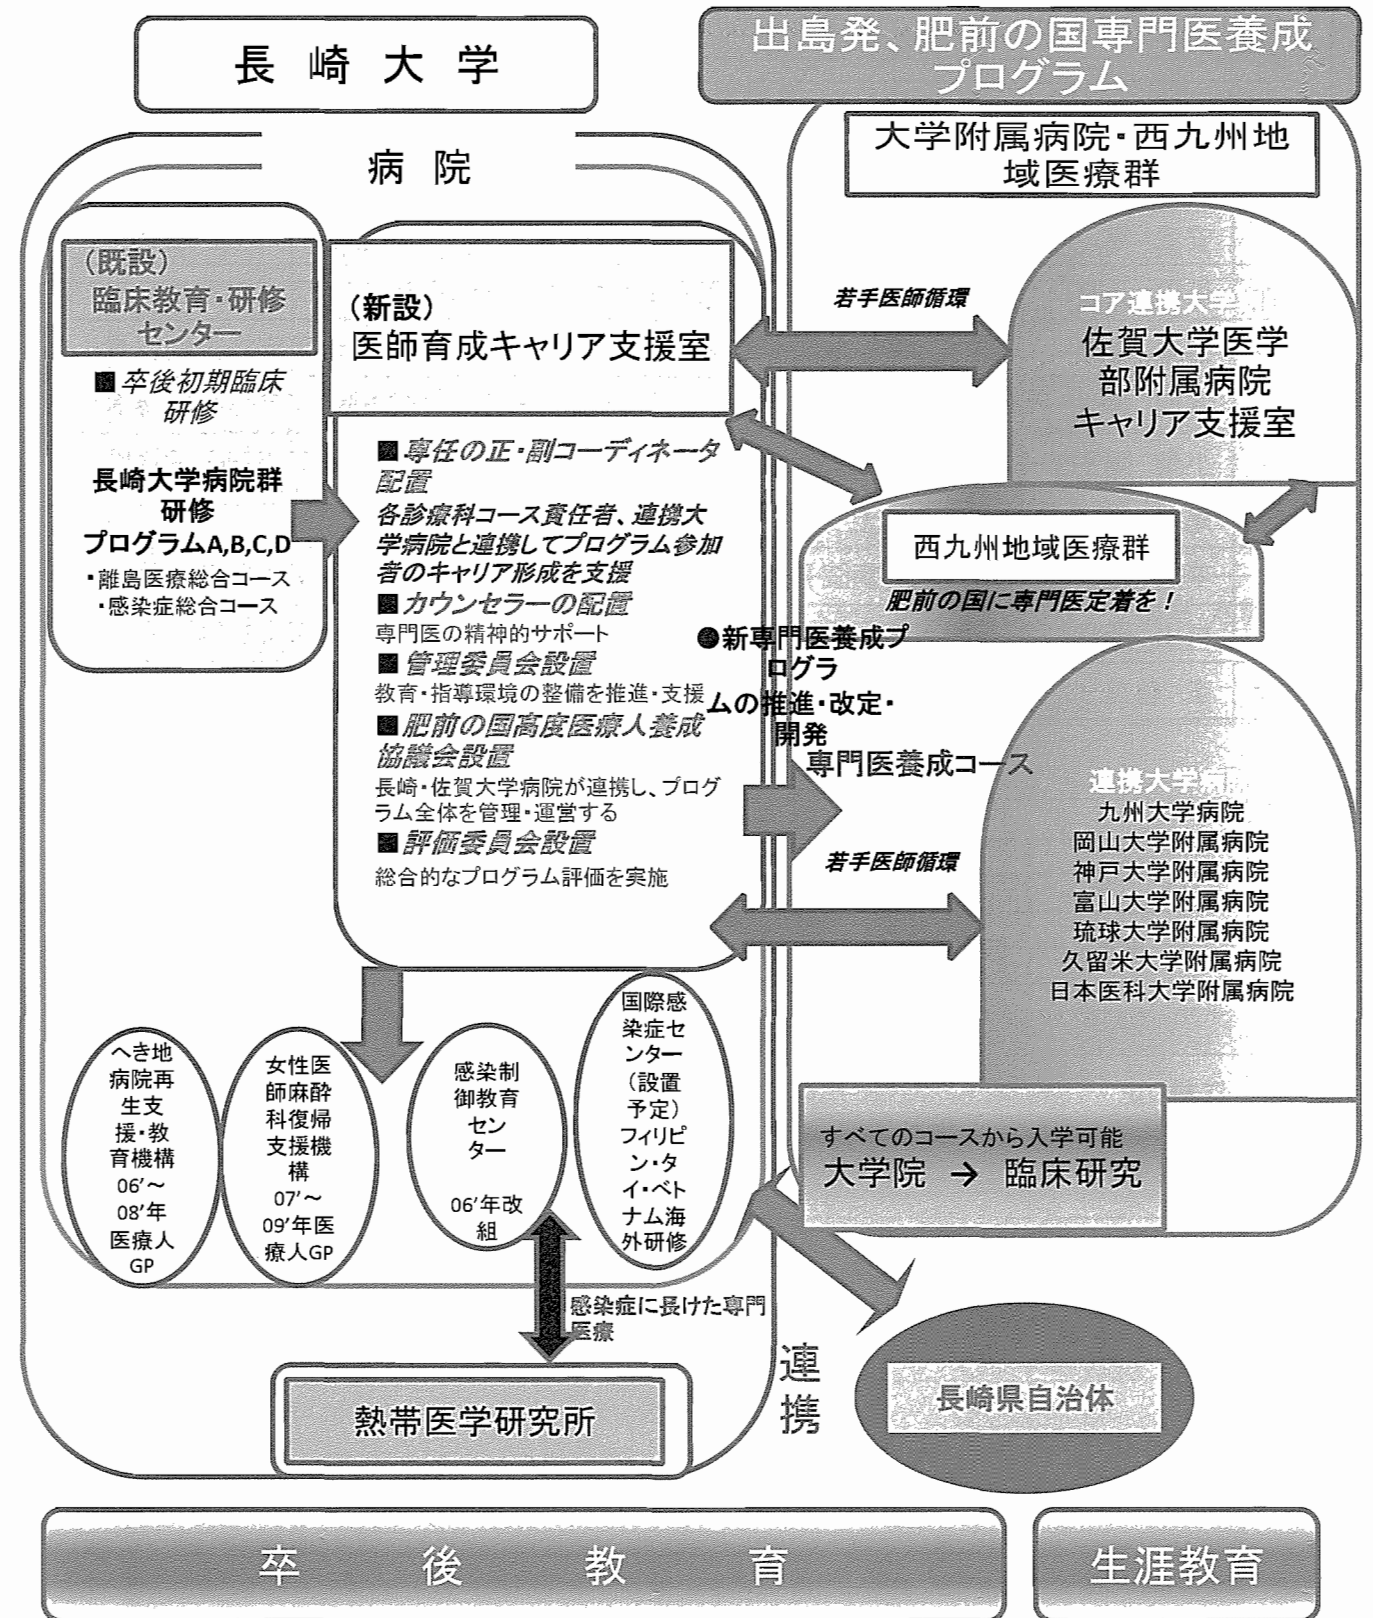 長 崎 大 学
出島発、肥前の国専門医養成
プログラム
病 院
(既設)
臨床教育・研修
センター
■卒後初期臨床
研修
長崎大学病院群
研修
プログラムA,B,C,D
・離島医療総合コース
・感染症総合コース
(新設)
医師育成キャリア支援室
■専任の正・副コーディネータ
配置
各診療科コース責任者、連携大
学病院と連携してプログラム参加
者のキャリア形成を支援
■カウンセラーの配置
専門医の精神的サポート
■管理委員会設置
教育・指導環境の整備を推進・支援
■肥前の国高度医療人養成
協議会設置
長崎・佐賀大学病院が連携し、プログ
ラム全体を管理・運営する
■評価委員会設置
総合的なプログラム評価を実施
大学附属病院・西九州地
域医療群
若手医師循環
コア連携大学
佐賀大学医学
部附属病院
キャリア支援室
西九州地域医療群
肥前の国に専門医定着を！
●新専門医養成プ
ログラ
ムの推進・改定・
開発
専門医養成コース
若手医師循環
連携大学病
九州大学病院
岡山大学附属病院
神戸大学附属病院
富山大学附属病院
琉球大学附属病院
久留米大学附属病院
日本医科大学附属病院
すべてのコースから入学可能
大学院 → 臨床研究
へき地
病院再
生支
援・教
育機構
06’～
08’年
医療人
GP
女性医
師麻酔
科復帰
支援機
構
07’～
09’年医
療人GP
感染制
御教育
セン
ター
06’年改
組
国際感
染症セ
ンター
（設置
予定）
フィリピ
ン・タ
イ・ベト
ナム海
外研修
感染症に長けた専門
医療
熱帯医学研究所
連
携
長崎県自治体
卒 後 教 育
生涯教育